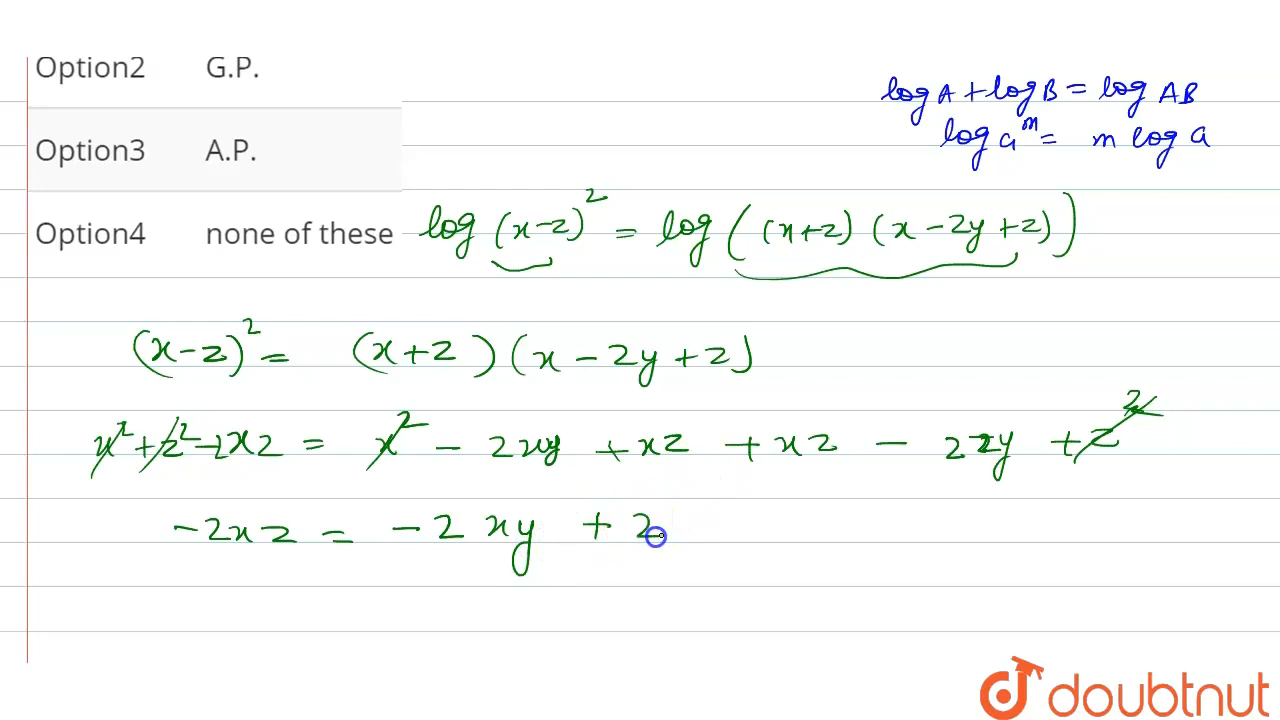 Option2 G.P.
log A + log B = log AB
log a^m = m log a
Option3 A.P.
Option4 none of these
log (x-z)^2 = log ((x+z) (x-2y+z))
(x-z)^2 = (x+z) (x-2y+z)
x^2+z^2-2xz = x^2 - 2xy + xz + xz - 2zy + z^2
-2xz = -2xy + 2
doubtnut